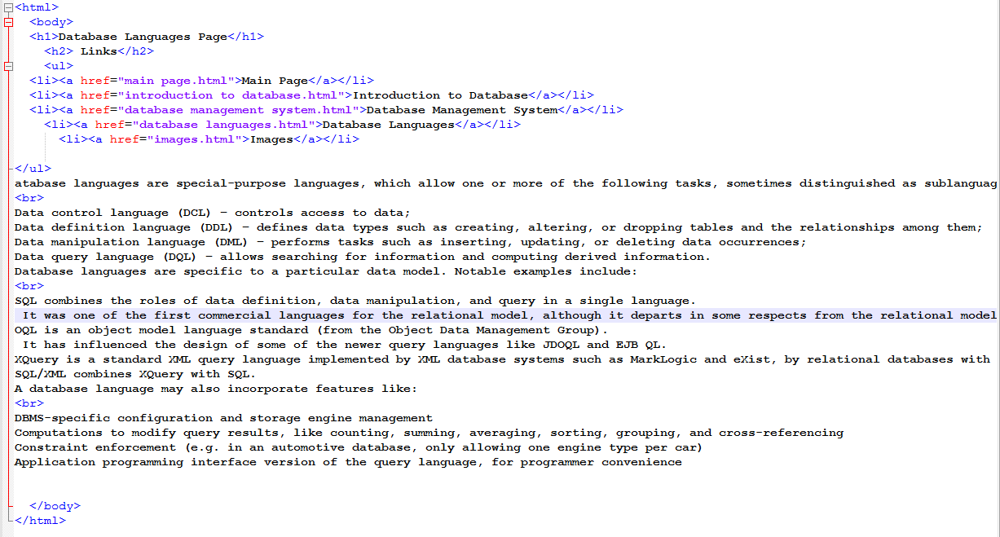 <html>
<body>
<h1>Database Languages Page</h1>
<h2> Links</h2>
<ul>
<li><a href="main page.html">Main Page</a></li>
<li><a href="introduction to database.html">Introduction to Database</a></li>
<li><a href="database management system.html">Database Management System</a></li>
<li><a href="database languages.html">Database Languages</a></li>
<li><a href="images.html">Images</a></li>
</ul>
atabase languages are special-purpose languages, which allow one or more of the following tasks, sometimes distinguished as sublanguag
<br>
Data control language (DCL) – controls access to data;
Data definition language (DDL) – defines data types such as creating, altering, or dropping tables and the relationships among them;
Data manipulation language (DML) – performs tasks such as inserting, updating, or deleting data occurrences;
Data query language (DQL) – allows searching for information and computing derived information.
Database languages are specific to a particular data model. Notable examples include:
<br>
SQL combines the roles of data definition, data manipulation, and query in a single language.
It was one of the first commercial languages for the relational model, although it departs in some respects from the relational model
OQL is an object model language standard (from the Object Data Management Group).
It has influenced the design of some of the newer query languages like JDOQL and EJB QL.
XQuery is a standard XML query language implemented by XML database systems such as MarkLogic and eXist, by relational databases with
SQL/XML combines XQuery with SQL.
A database language may also incorporate features like:
<br>
DBMS-specific configuration and storage engine management
Computations to modify query results, like counting, summing, averaging, sorting, grouping, and cross-referencing
Constraint enforcement (e.g. in an automotive database, only allowing one engine type per car)
Application programming interface version of the query language, for programmer convenience
</body>
</html>